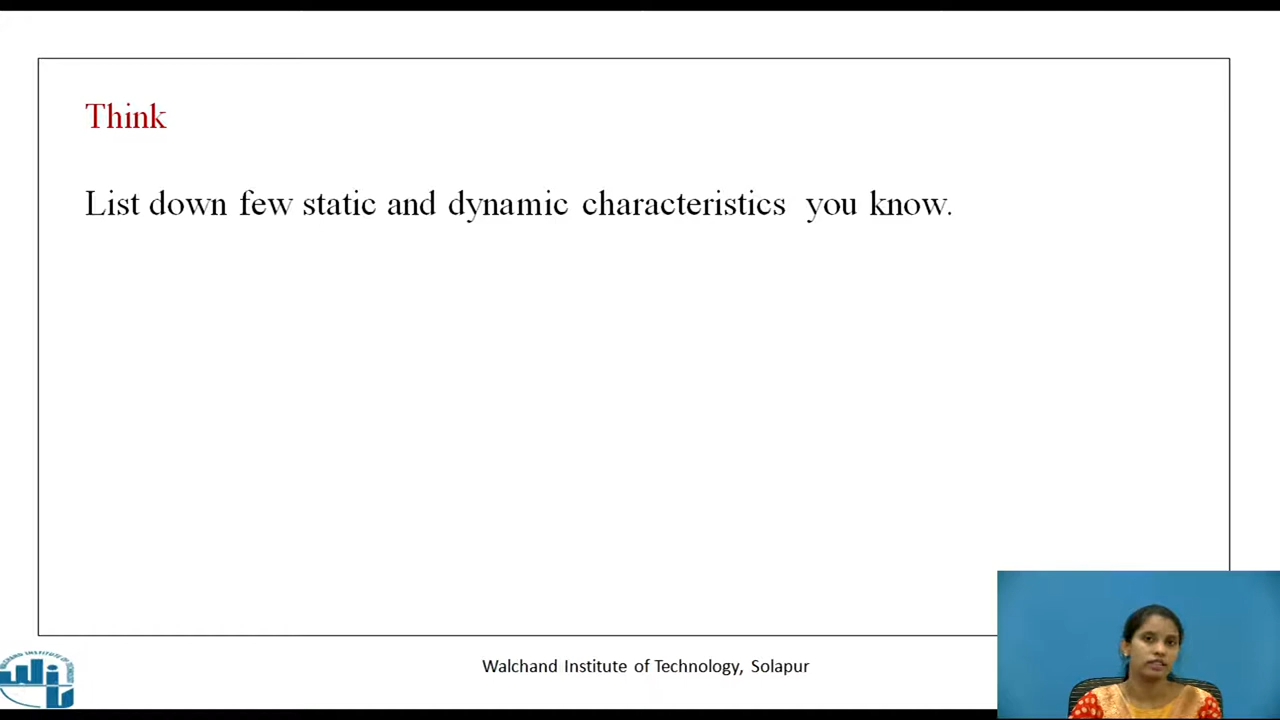 Think
List down few static and dynamic characteristics you know.
Walchand Institute of Technology, Solapur